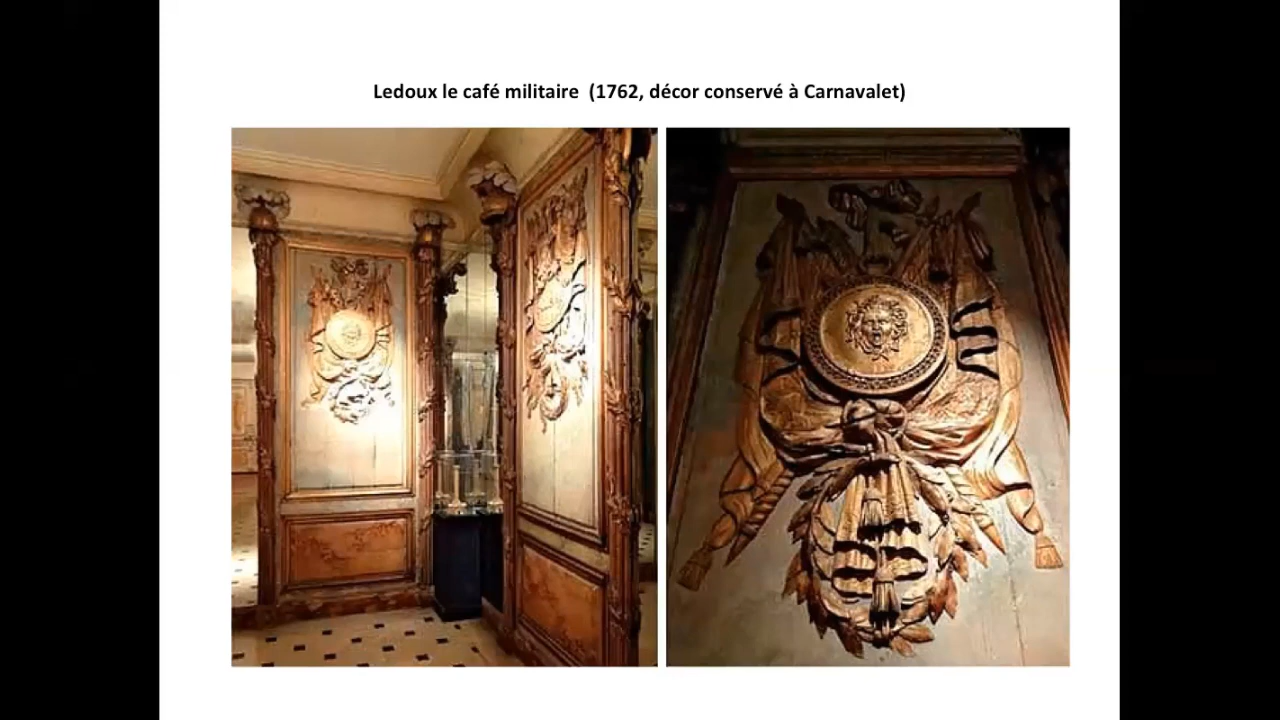 Ledoux le café militaire  (1762, décor conservé à Carnavalet)